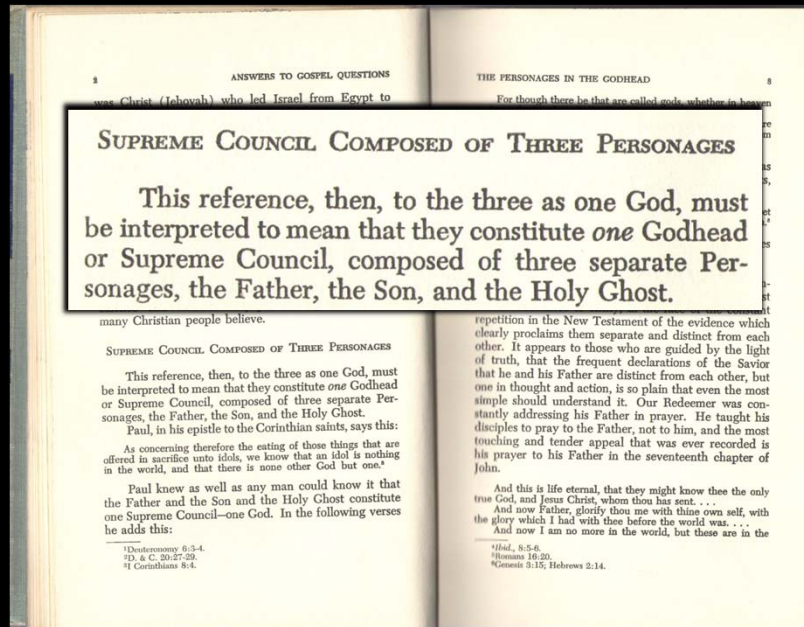 2 ANSWERS TO GOSPEL QUESTIONS
was Christ (Jehovah) who led Israel from Egypt to
SUPREME COUNCIL COMPOSED OF THREE PERSONAGES
This reference, then, to the three as one God, must
be interpreted to mean that they constitute one Godhead
or Supreme Council, composed of three separate Per-
sonages, the Father, the Son, and the Holy Ghost.
many Christian people believe.
SUPREME COUNCIL COMPOSED OF THREE PERSONAGES
This reference, then, to the three as one God, must
be interpreted to mean that they constitute one Godhead
or Supreme Council, composed of three separate Per-
sonages, the Father, the Son, and the Holy Ghost.
Paul, in his epistle to the Corinthian saints, says this:
As concerning therefore the eating of those things that are
offered in sacrifice unto idols, we know that an idol is nothing
in the world, and that there is none other God but one.³
Paul knew as well as any man could know it that
the Father and the Son and the Holy Ghost constitute
one Supreme Council—one God. In the following verses
he adds this:
¹Deuteronomy 6:3-4.
²D. & C. 20:27-29.
³I Corinthians 8:4.
THE PERSONAGES IN THE GODHEAD 3
For though there be that are called gods, whether in heaven
repetition in the New Testament of the evidence which
clearly proclaims them separate and distinct from each
other. It appears to those who are guided by the light
of truth, that the frequent declarations of the Savior
that he and his Father are distinct from each other, but
one in thought and action, is so plain that even the most
simple should understand it. Our Redeemer was con-
stantly addressing his Father in prayer. He taught his
disciples to pray to the Father, not to him, and the most
touching and tender appeal that was ever recorded is
his prayer to his Father in the seventeenth chapter of
John.
And this is life eternal, that they might know thee the only
true God, and Jesus Christ, whom thou has sent. . . .
And now Father, glorify thou me with thine own self, with
the glory which I had with thee before the world was. . . .
And now I am no more in the world, but these are in the
⁴Ibid., 8:5-6.
⁵Romans 16:20.
⁶Genesis 3:15; Hebrews 2:14.